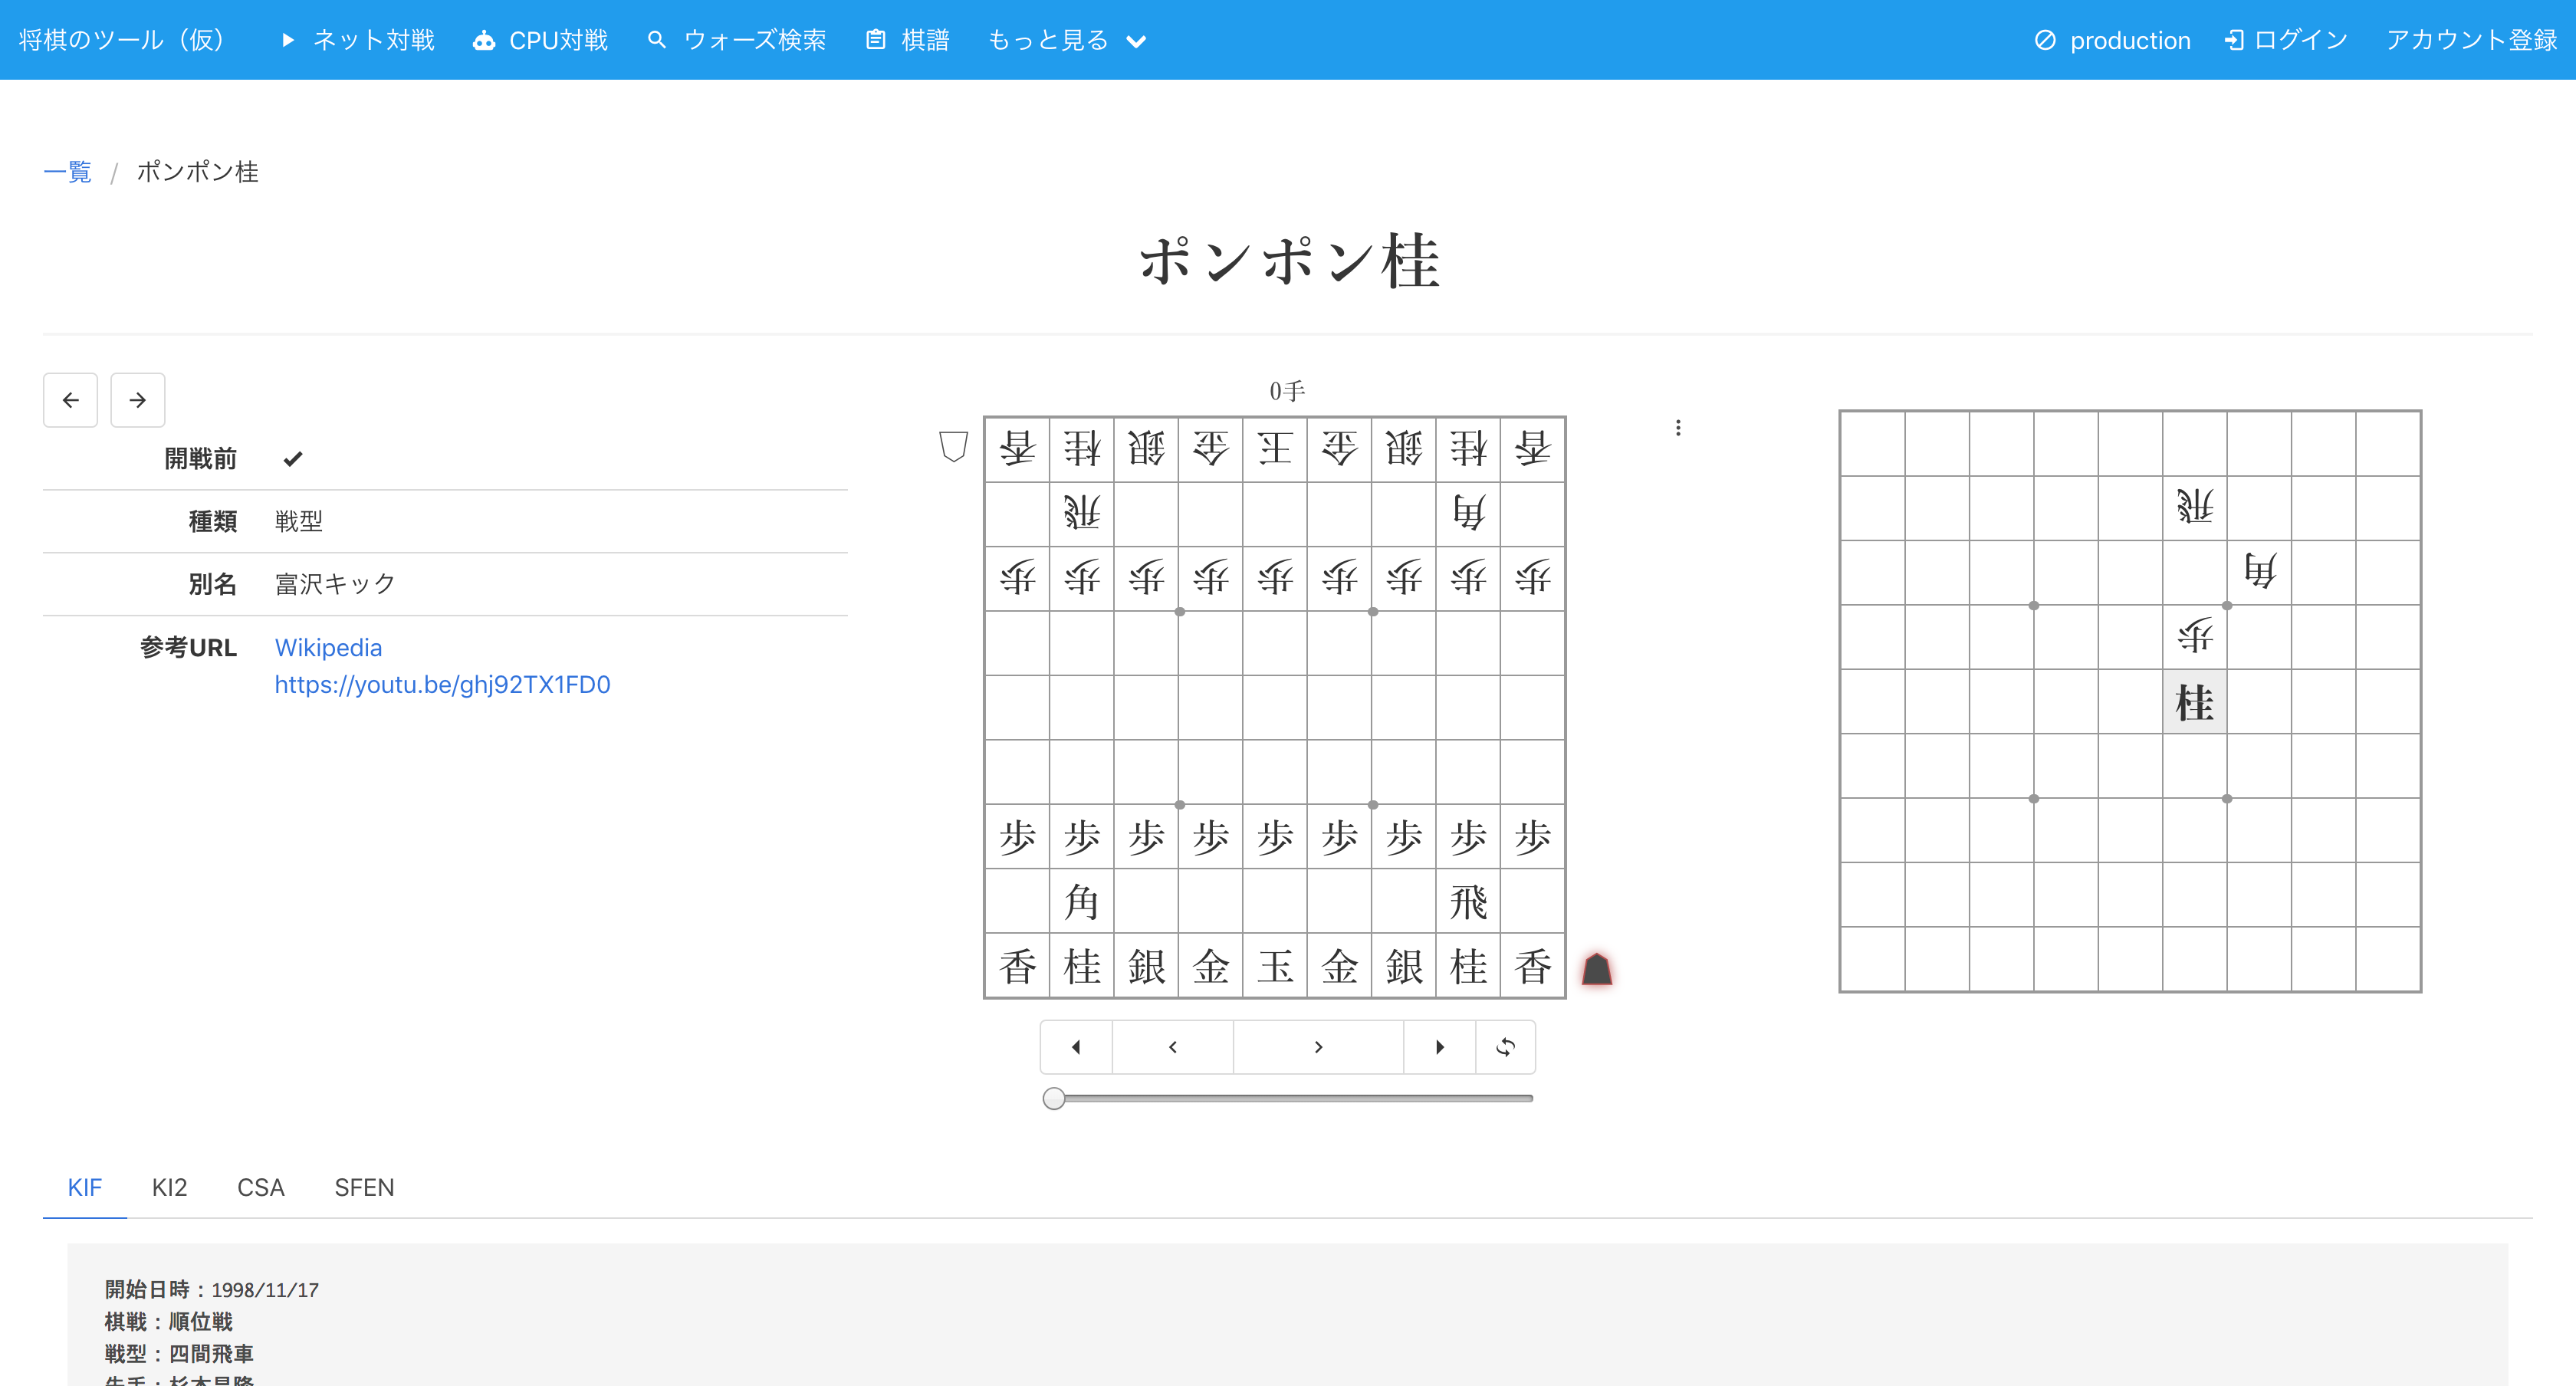 将棋のツール（仮） ネット対戦 CPU対戦 ウォーズ検索 棋譜 もっと見る production ログイン アカウント登録
一覧 / ポンポン桂
ポンポン桂
開戦前
種類 戦型
別名 富沢キック
参考URL Wikipedia
https://youtu.be/ghj92TX1FD0
0手
香桂銀金王金銀桂香
飛角
歩歩歩歩歩歩歩歩歩
歩歩歩歩歩歩歩歩歩
角飛
香桂銀金玉金銀桂香
飛
角
歩
桂
KIF KI2 CSA SFEN
開始日時：1998/11/17
棋戦：順位戦
戦型：四間飛車